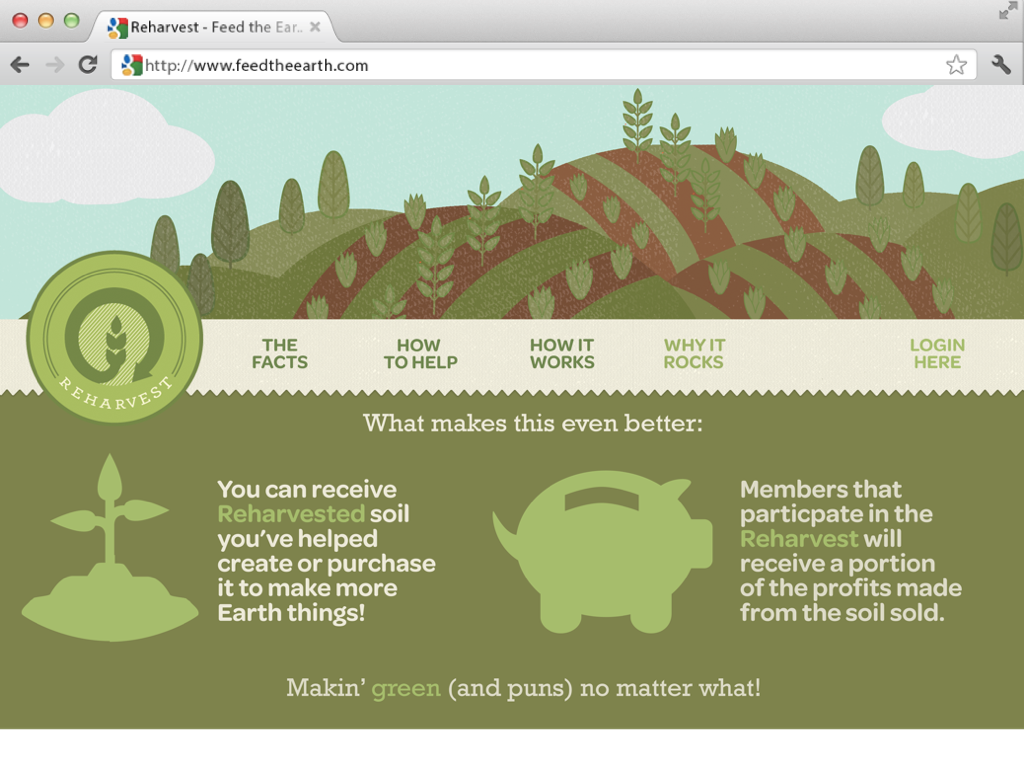 Reharvest - Feed the Ear..
http://www.feedtheearth.com
THE
FACTS
HOW
TO HELP
HOW IT
WORKS
WHY IT
ROCKS
LOGIN
HERE
REHARVEST
What makes this even better:
You can receive
Reharvested soil
you've helped
create or purchase
it to make more
Earth things!
Members that
particpate in the
Reharvest will
receive a portion
of the profits made
from the soil sold.
Makin' green (and puns) no matter what!